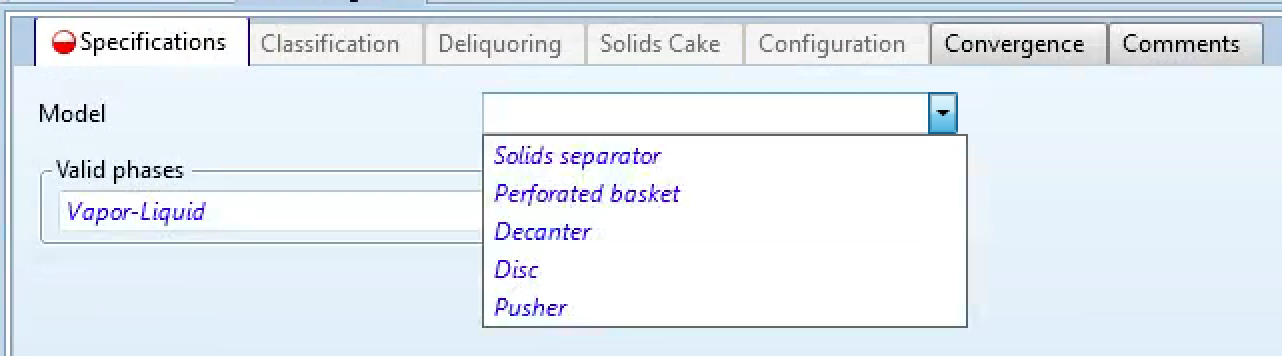 Specifications Classification Deliquoring Solids Cake Configuration Convergence Comments
Model
Valid phases
Vapor-Liquid
Solids separator
Perforated basket
Decanter
Disc
Pusher